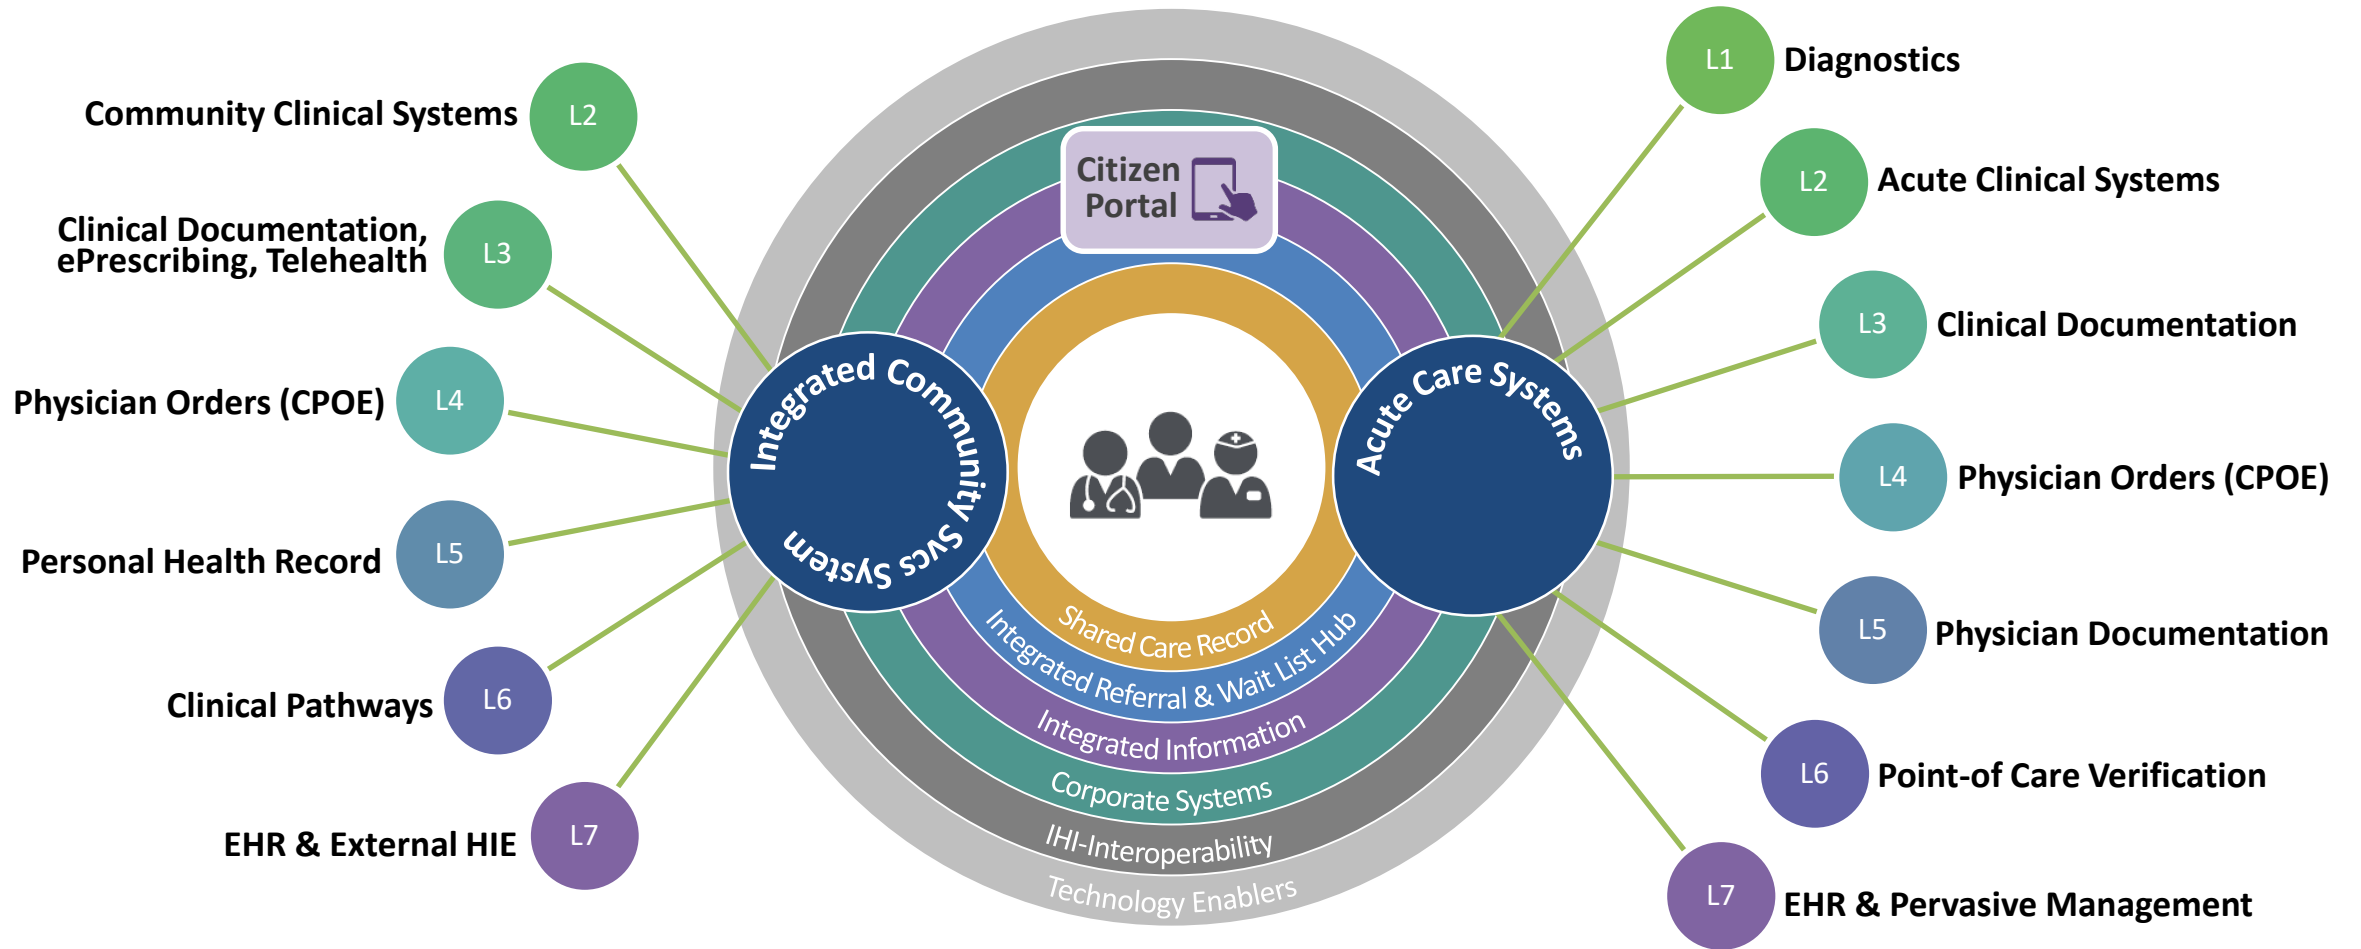 Community Clinical Systems
L2
Clinical Documentation,
ePrescribing, Telehealth
L3
Physician Orders (CPOE)
L4
Personal Health Record
L5
Clinical Pathways
L6
EHR & External HIE
L7
Integrated Community Svcs System
Citizen
Portal
Shared Care Record
Integrated Referral & Wait List Hub
Integrated Information
Corporate Systems
IHI-Interoperability
Technology Enablers
Acute Care Systems
L1
Diagnostics
L2
Acute Clinical Systems
L3
Clinical Documentation
L4
Physician Orders (CPOE)
L5
Physician Documentation
L6
Point-of Care Verification
L7
EHR & Pervasive Management